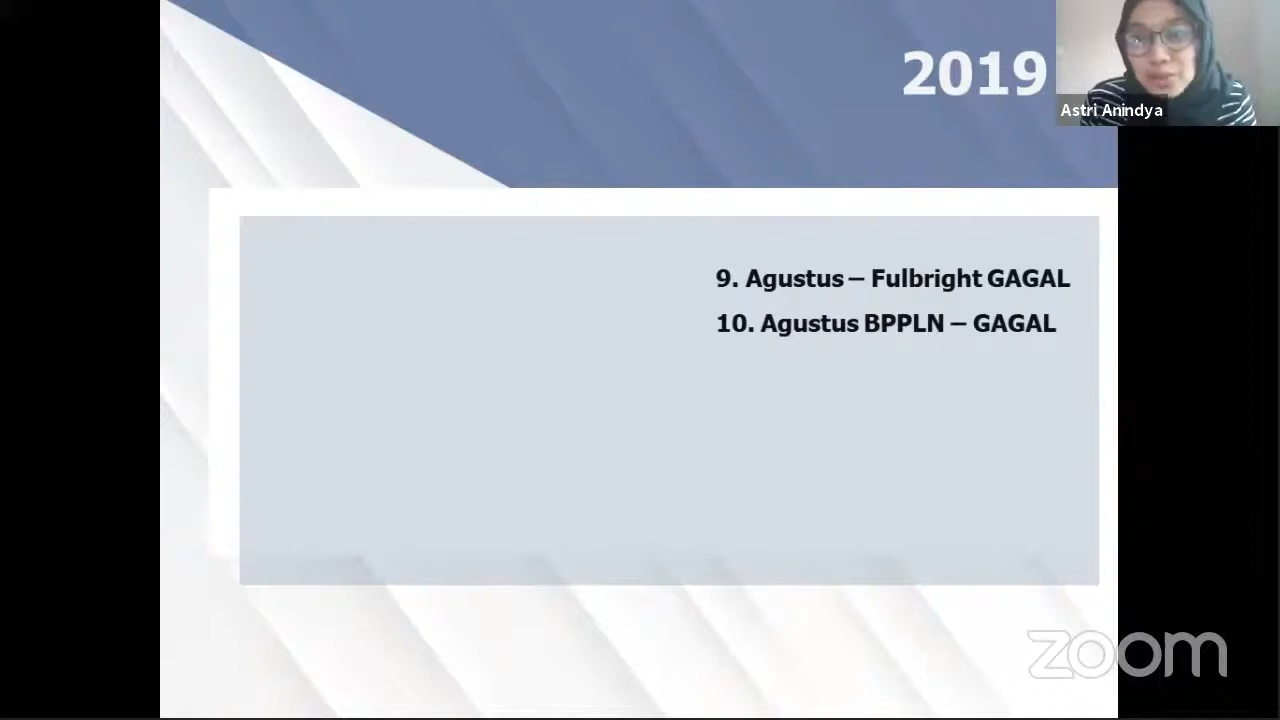 2019
Astri Anindya
9. Agustus – Fulbright GAGAL
10. Agustus BPPLN – GAGAL
zoom